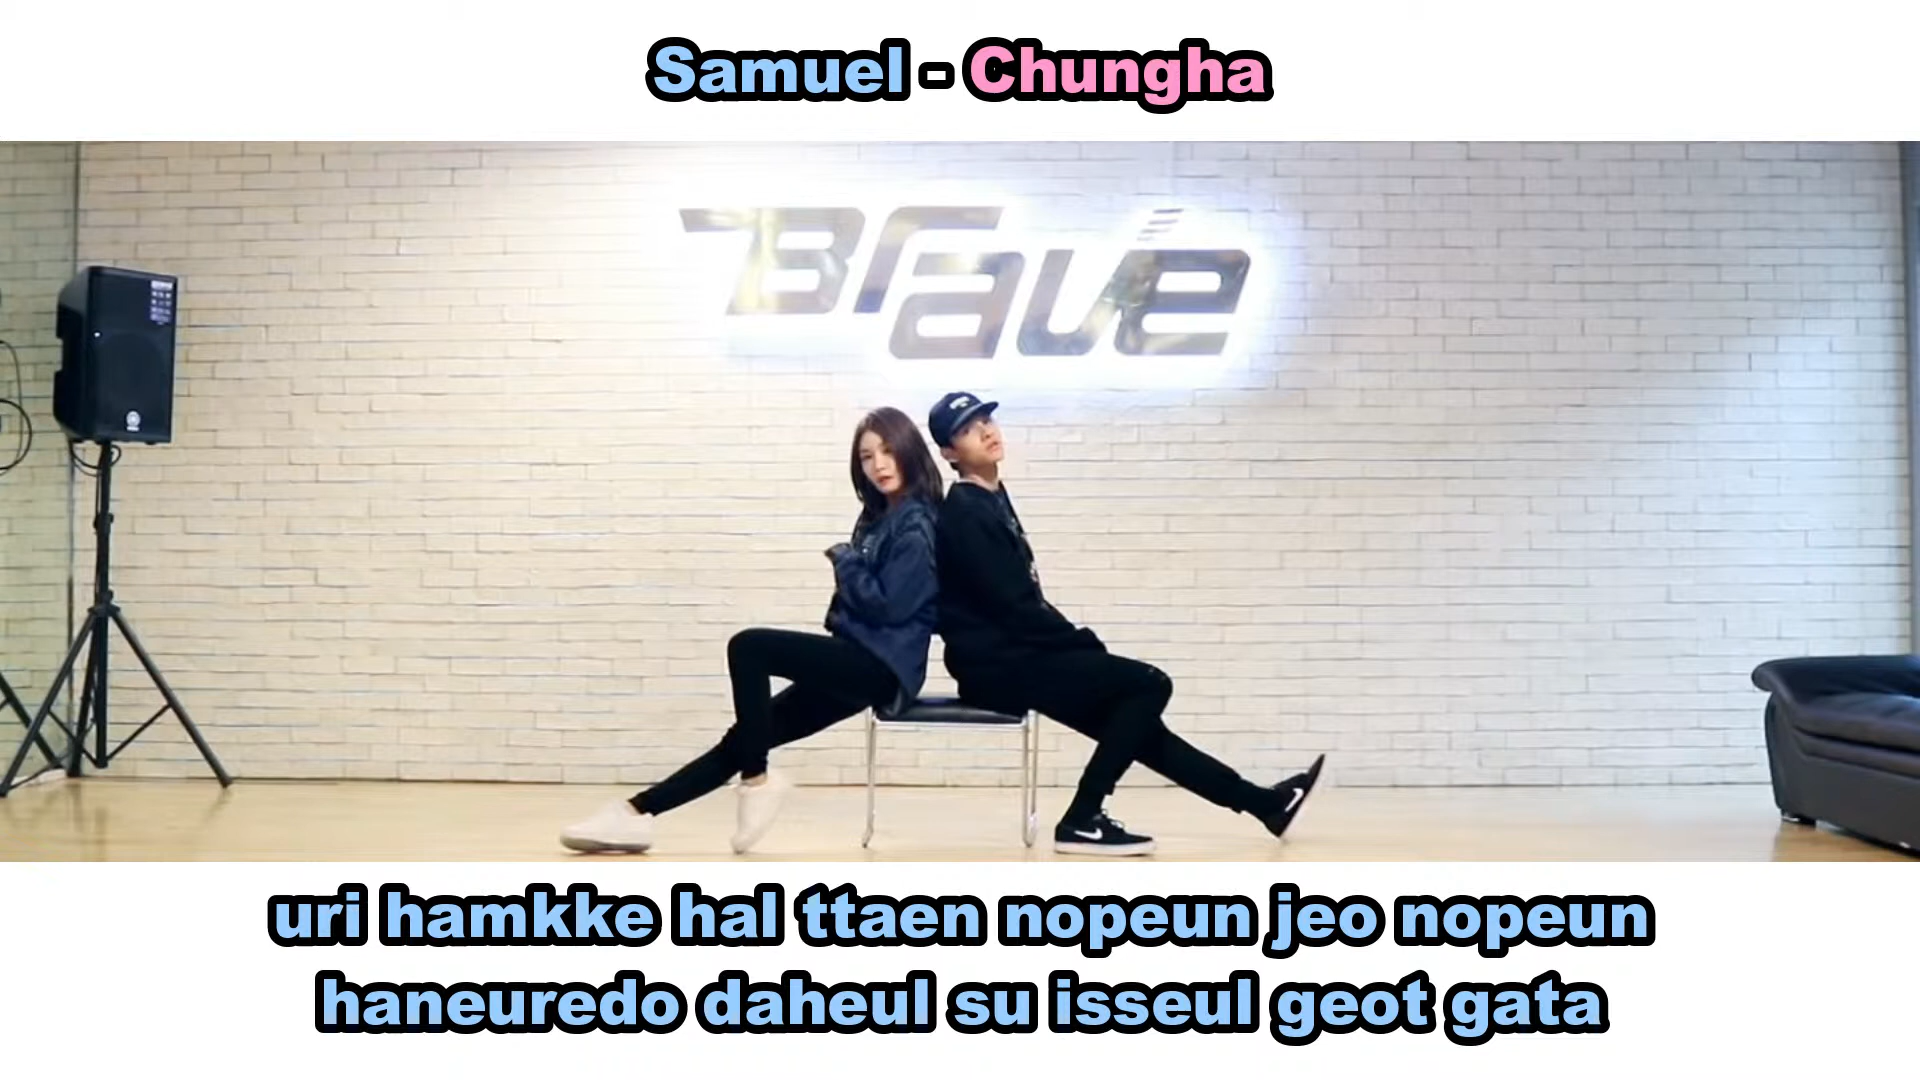 Samuel - Chungha
Brave
uri hamkke hal ttaen nopeun jeo nopeun
haneuredo daheul su isseul geot gata